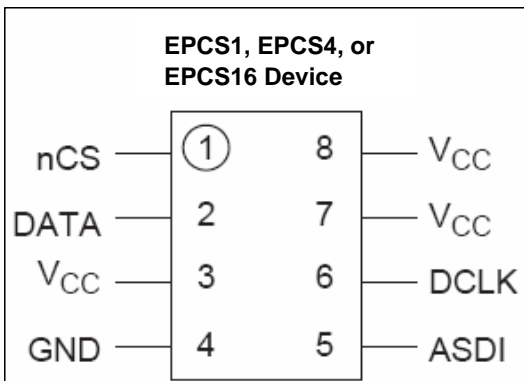 EPCS1, EPCS4, or
EPCS16 Device
nCS 1 8 VCC
DATA 2 7 VCC
VCC 3 6 DCLK
GND 4 5 ASDI